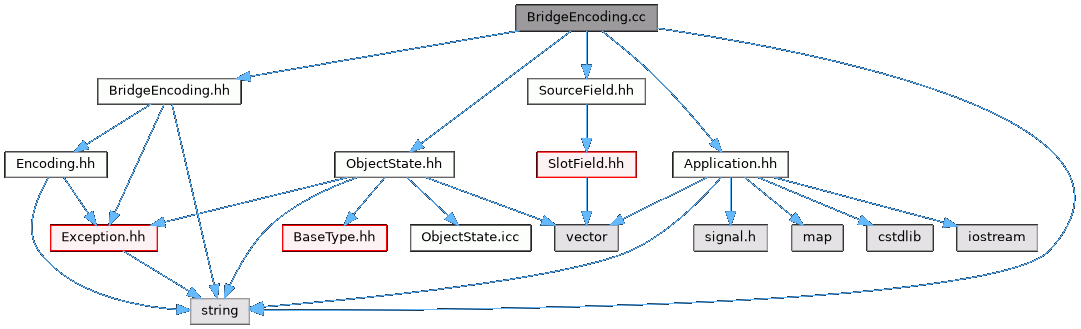 BridgeEncoding.cc
BridgeEncoding.hh
SourceField.hh
Encoding.hh
ObjectState.hh
SlotField.hh
Application.hh
Exception.hh
BaseType.hh
ObjectState.icc
vector
signal.h
map
cstdlib
iostream
string